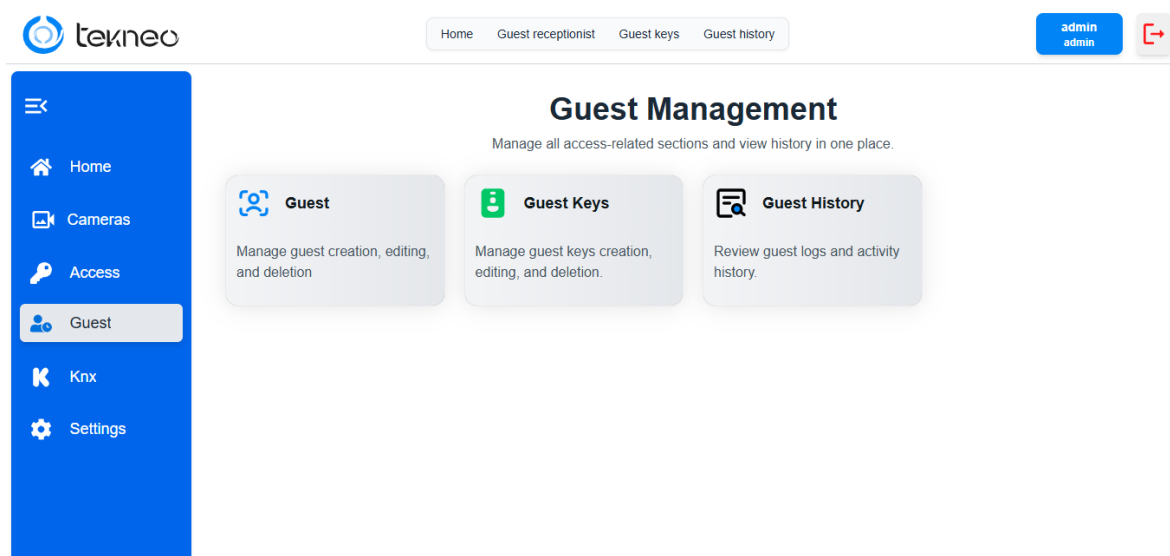 tekneo
Home Guest receptionist Guest keys Guest history
admin
admin
Home
Cameras
Access
Guest
Knx
Settings
Guest Management
Manage all access-related sections and view history in one place.
Guest
Manage guest creation, editing,
and deletion
Guest Keys
Manage guest keys creation,
editing, and deletion.
Guest History
Review guest logs and activity
history.